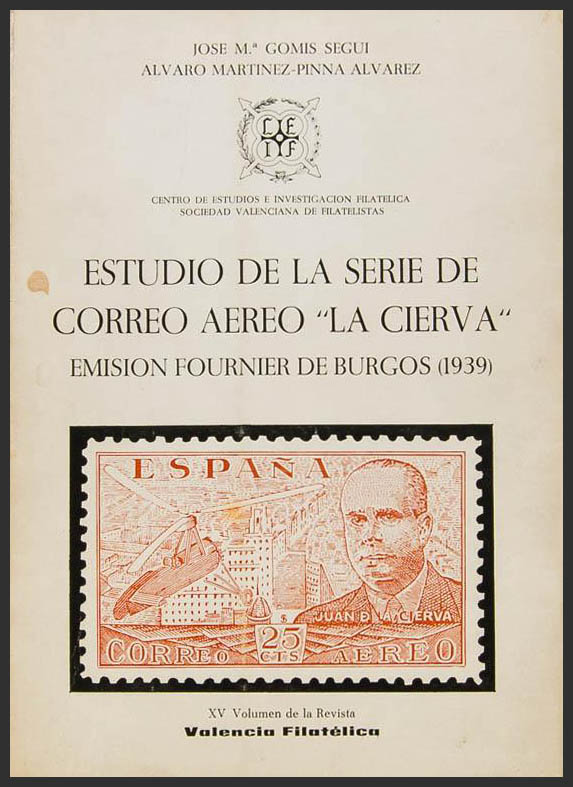 JOSE M.ª GOMIS SEGUI
ALVARO MARTINEZ-PINNA ALVAREZ
C E
I F
CENTRO DE ESTUDIOS E INVESTIGACION FILATELICA
SOCIEDAD VALENCIANA DE FILATELISTAS
ESTUDIO DE LA SERIE DE
CORREO AEREO “LA CIERVA“
EMISION FOURNIER DE BURGOS (1939)
ESPAÑA
JUAN D LA CIERVA
25
CTS
CORREO AEREO
XV Volumen de la Revista
Valencia Filatélica